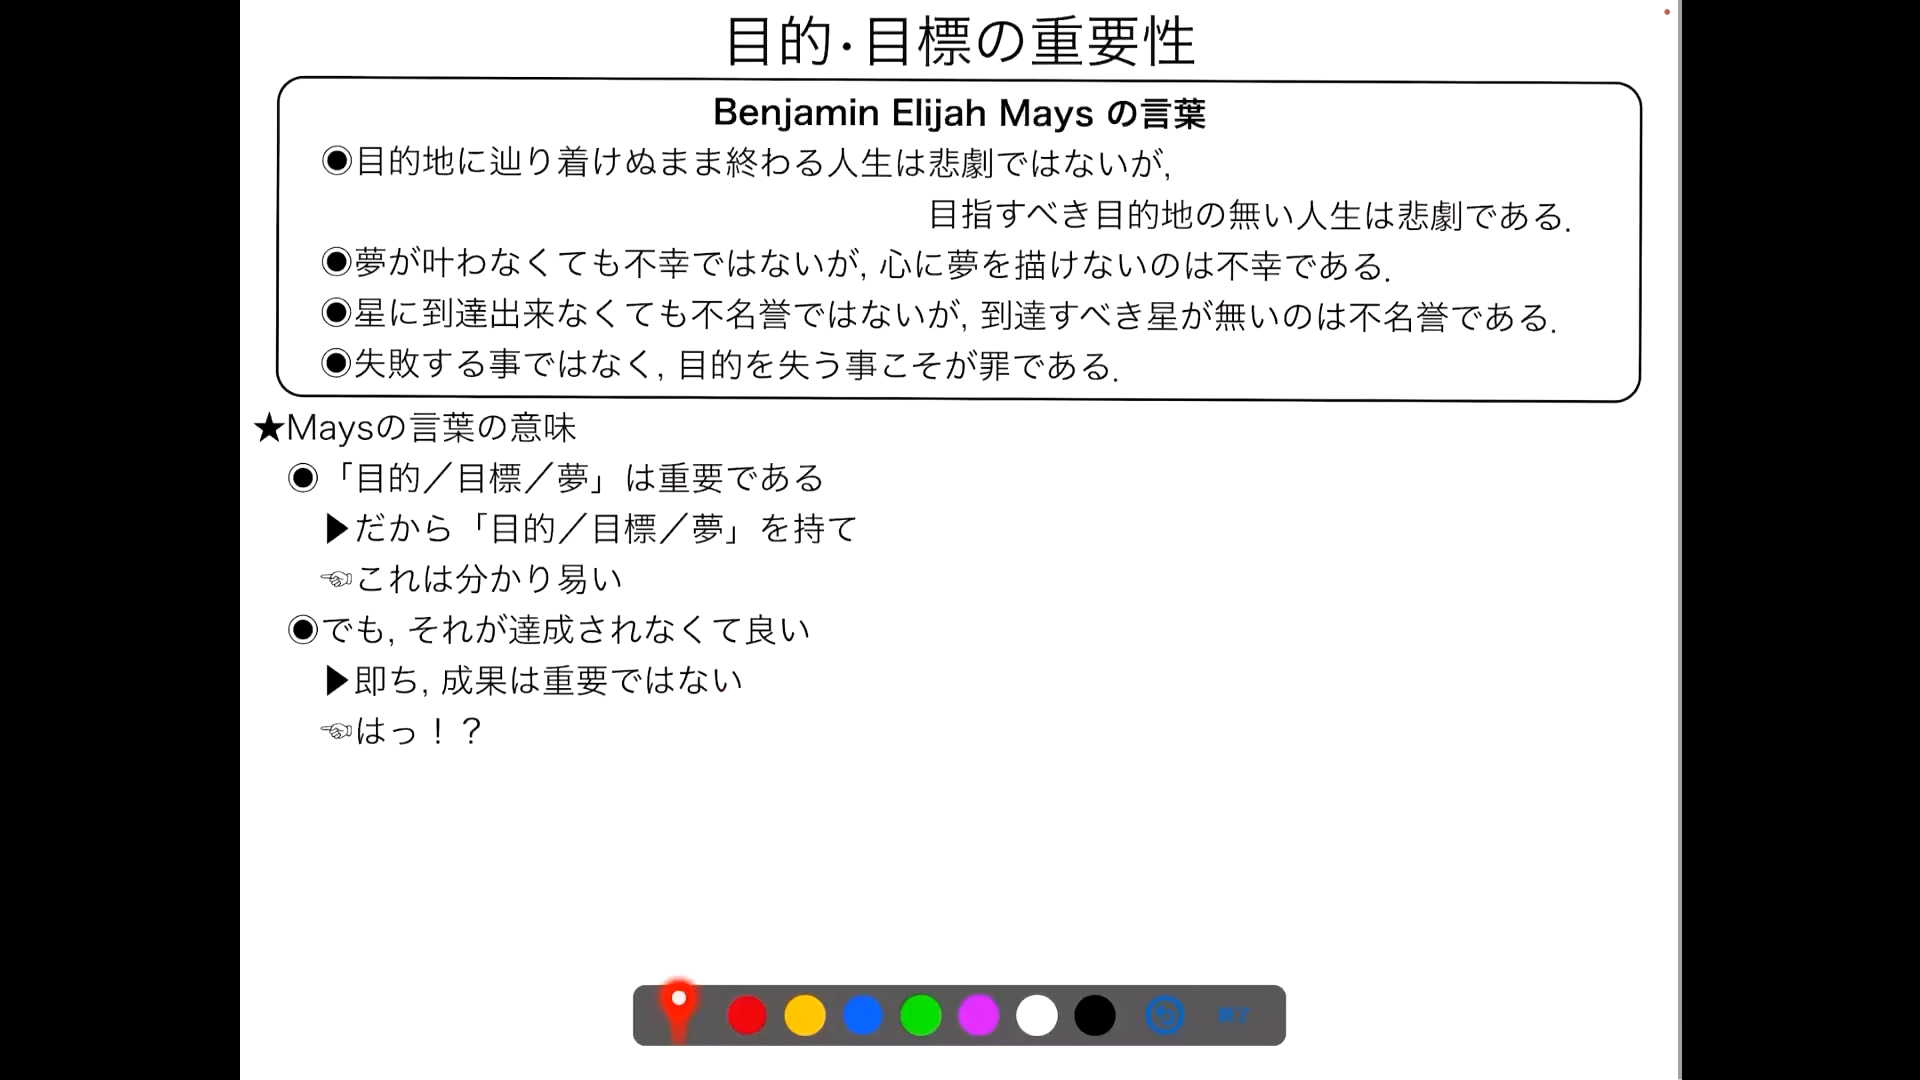 目的・目標の重要性
Benjamin Elijah Mays の言葉
◉目的地に辿り着けぬまま終わる人生は悲劇ではないが,
目指すべき目的地の無い人生は悲劇である.
◉夢が叶わなくても不幸ではないが, 心に夢を描けないのは不幸である.
◉星に到達出来なくても不名誉ではないが, 到達すべき星が無いのは不名誉である.
◉失敗する事ではなく, 目的を失う事こそが罪である.
★Maysの言葉の意味
◉「目的／目標／夢」は重要である
▶だから「目的／目標／夢」を持て
☜これは分かり易い
◉でも, それが達成されなくて良い
▶即ち, 成果は重要ではない
☜はっ！？
終了